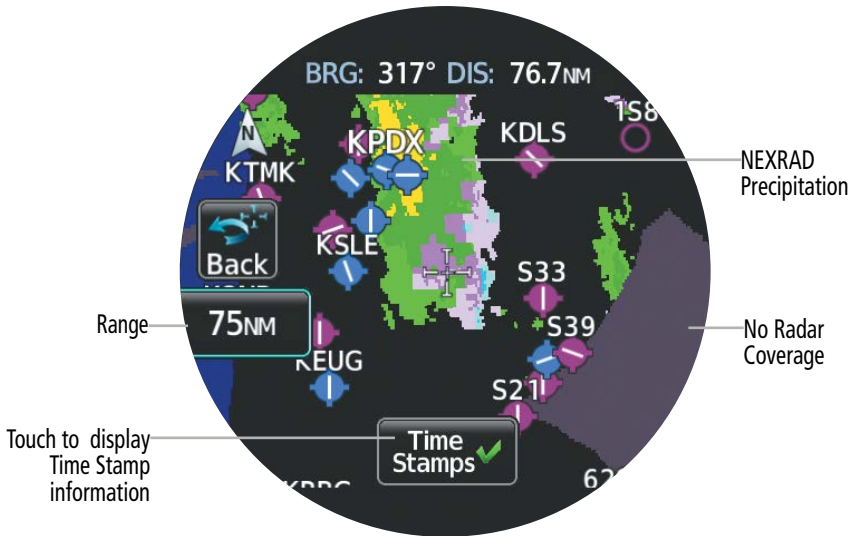 BRG: 317° DIS: 76.7NM
1S8
KPDX
KDLS
N
NEXRAD
Precipitation
KTMK
Back
KSLE
S33
Range
75NM
S39
No Radar
Coverage
KEUG
S21
Touch to display
Time Stamp
information
Time
Stamps